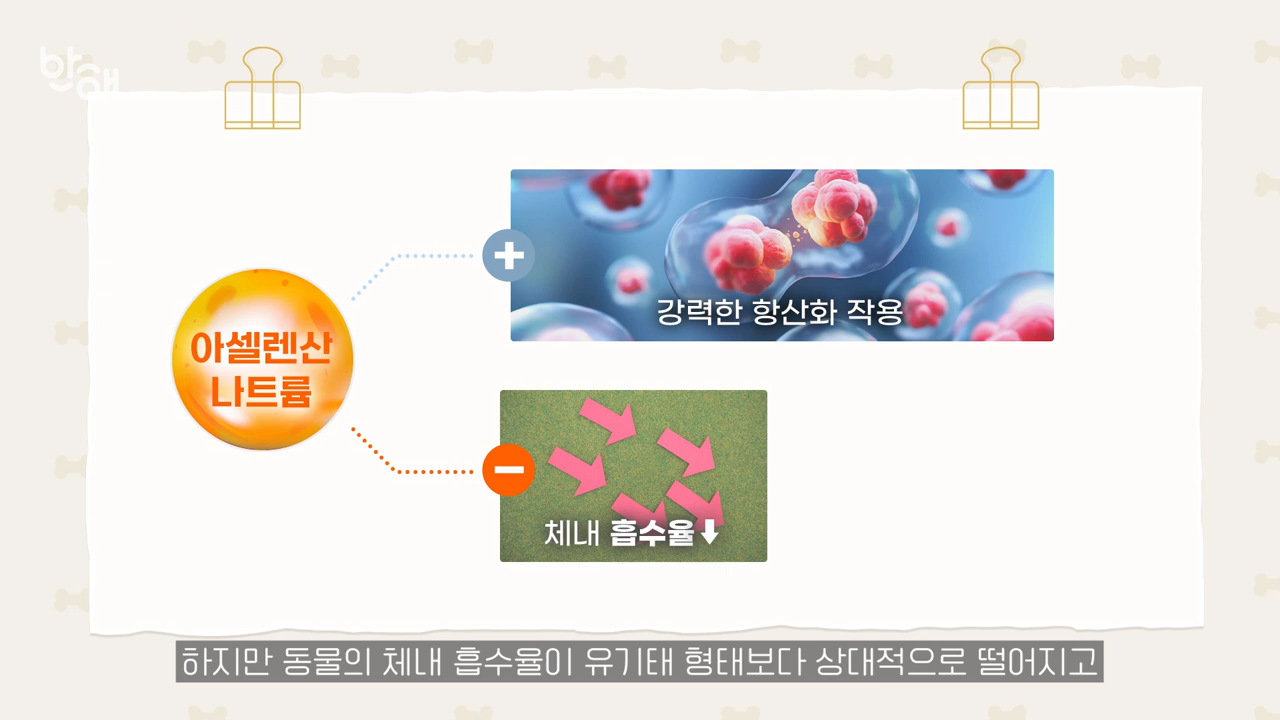 반해
강력한 항산화 작용
아셀렌산
나트륨
체내 흡수율
하지만 동물의 체내 흡수율이 유기태 형태보다 상대적으로 떨어지고